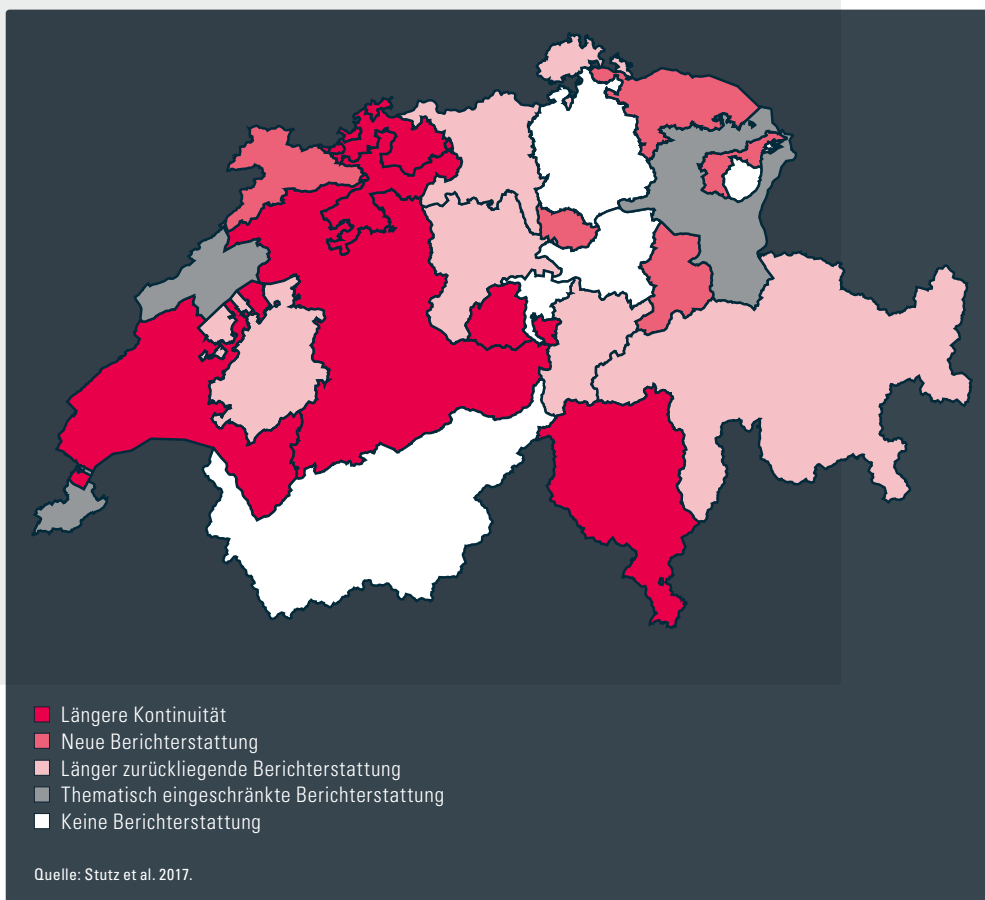 Längere Kontinuität
Neue Berichterstattung
Länger zurückliegende Berichterstattung
Thematisch eingeschränkte Berichterstattung
Keine Berichterstattung
Quelle: Stutz et al. 2017.